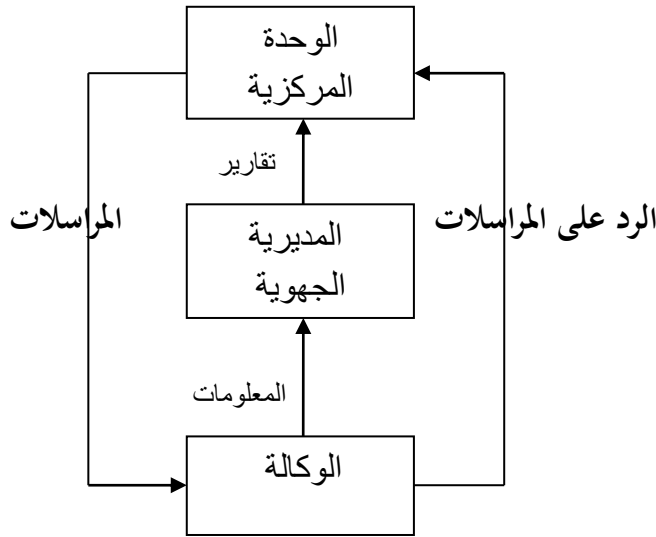 الوحدة
المركزية
تقارير
الرد على المراسلات
المراسلات
المديرية
الجهوية
المعلومات
الوكالة